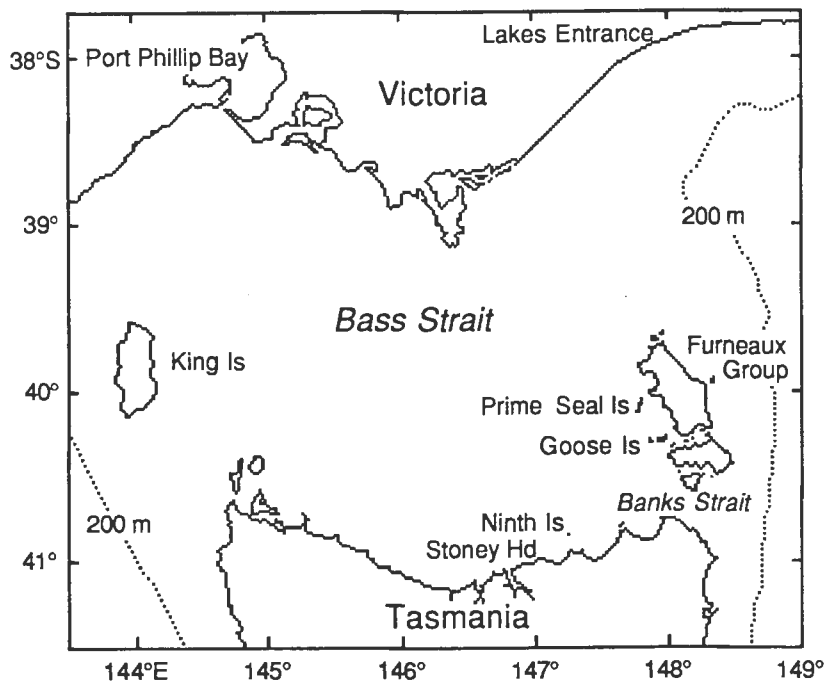 Lakes Entrance
38°S
Port Phillip Bay
Victoria
200 m
39°
Bass Strait
Furneaux
Group
King Is
40°
Prime Seal Is
Goose Is
Banks Strait
Ninth Is
200 m
Stoney Hd
41°
Tasmania
144°E
145°
146°
147°
148°
149°